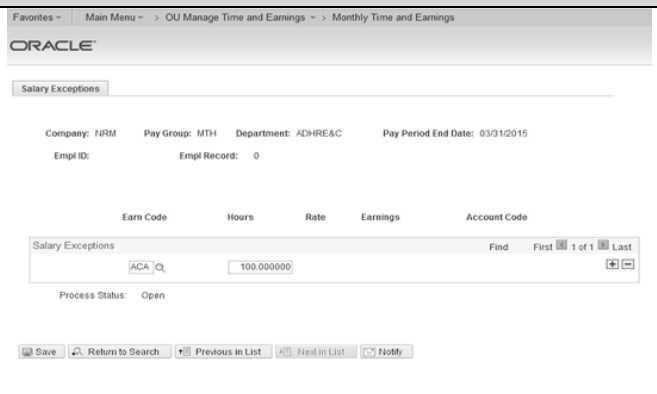 Favorites Main Menu > OU Manage Time and Earnings > Monthly Time and Earnings
ORACLE
Salary Exceptions
Company: NRM Pay Group: MTH Department: ADHRE&C Pay Period End Date: 03/31/2015
Empl ID: Empl Record: 0
Earn Code Hours Rate Earnings Account Code
Salary Exceptions Find First 1 of 1 Last
ACA 100.000000
Process Status: Open
Save Return to Search Previous in List Next in List Notify